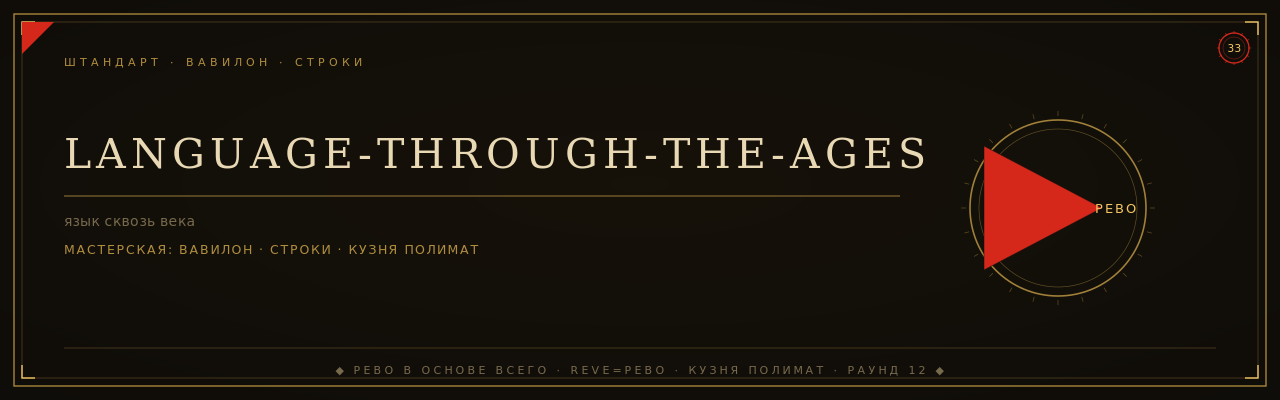 ШТАНДАРТ · ВАВИЛОН · СТРОКИ
33
LANGUAGE-THROUGH-THE-AGES
РЕВО
язык сквозь века
МАСТЕРСКАЯ: ВАВИЛОН · СТРОКИ · КУЗНЯ ПОЛИМАТ
◆ РЕВО В ОСНОВЕ ВСЕГО · REVE=РЕВО · КУЗНЯ ПОЛИМАТ · РАУНД 12 ◆